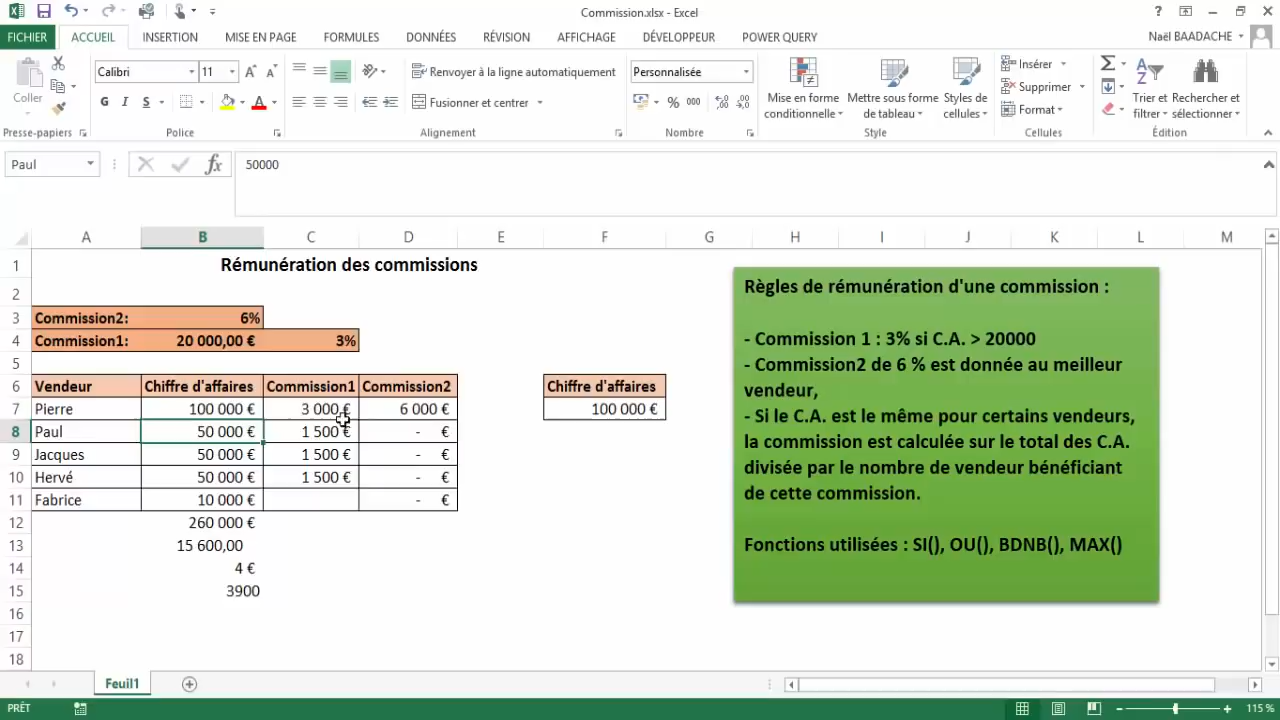 Commission.xlsx - Excel
FICHIER ACCUEIL INSERTION MISE EN PAGE FORMULES DONNÉES RÉVISION AFFICHAGE DÉVELOPPEUR POWER QUERY Naël BAADACHE
Coller
Calibri 11
G I S
Renvoyer à la ligne automatiquement
Fusionner et centrer
Personnalisée
% 000
Mise en forme conditionnelle
Mettre sous forme de tableau
Styles de cellules
Insérer
Supprimer
Format
Trier et filtrer
Rechercher et sélectionner
Presse-papiers Police Alignement Nombre Style Cellules Édition
Paul fx 50000
A B C D E F G H I J K L M
1 Rémunération des commissions
2
3 Commission2: 6%
4 Commission1: 20 000,00 € 3%
5
6 Vendeur Chiffre d'affaires Commission1 Commission2 Chiffre d'affaires
7 Pierre 100 000 € 3 000 € 6 000 € 100 000 €
8 Paul 50 000 € 1 500 € - €
9 Jacques 50 000 € 1 500 € - €
10 Hervé 50 000 € 1 500 € - €
11 Fabrice 10 000 € - €
12 260 000 €
13 15 600,00
14 4 €
15 3900
16
17
18
Règles de rémunération d'une commission :
- Commission 1 : 3% si C.A. > 20000
- Commission2 de 6 % est donnée au meilleur
vendeur,
- Si le C.A. est le même pour certains vendeurs,
la commission est calculée sur le total des C.A.
divisée par le nombre de vendeur bénéficiant
de cette commission.
Fonctions utilisées : SI(), OU(), BDNB(), MAX()
Feuil1
PRÊT 115 %